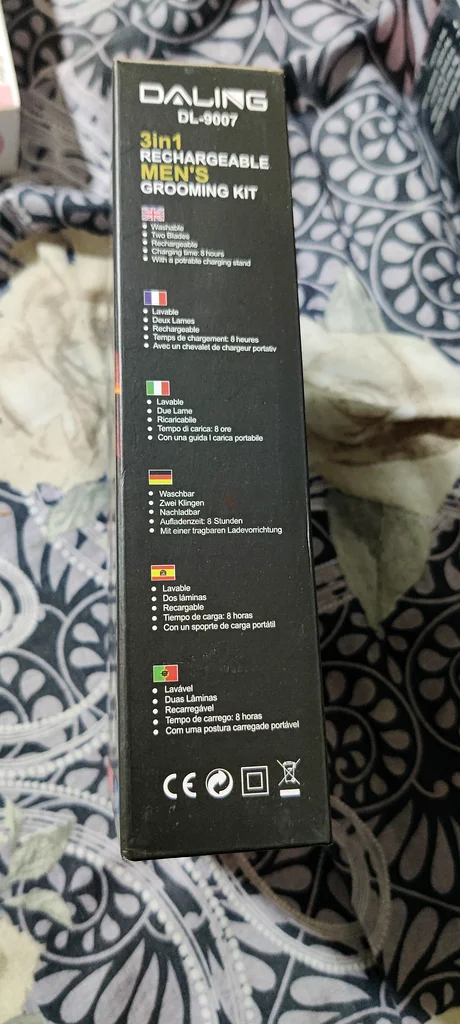 DALING
DL-9007
3in1
RECHARGEABLE
MEN'S
GROOMING KIT
Washable
Two Blades
Rechargeable
Charging time: 8 hours
With a potrable charging stand
Lavable
Deux Lames
Rechargeable
Temps de chargement: 8 heures
Avec un chevalet de chargeur portativ
Lavable
Due Lame
Ricaricabile
Tempo di carica: 8 ore
Con una guida l carica portabile
Waschbar
Zwei Klingen
Nachladbar
Aufladenzeit: 8 Stunden
Mit einer tragbaren Ladevorrichtung
Lavable
Dos láminas
Recargable
Tiempo de carga: 8 horas
Con un spoprte de carga portátil
Lavável
Duas Lâminas
Recarregável
Tempo de carrego: 8 horas
Com uma postura carregade portável
CE